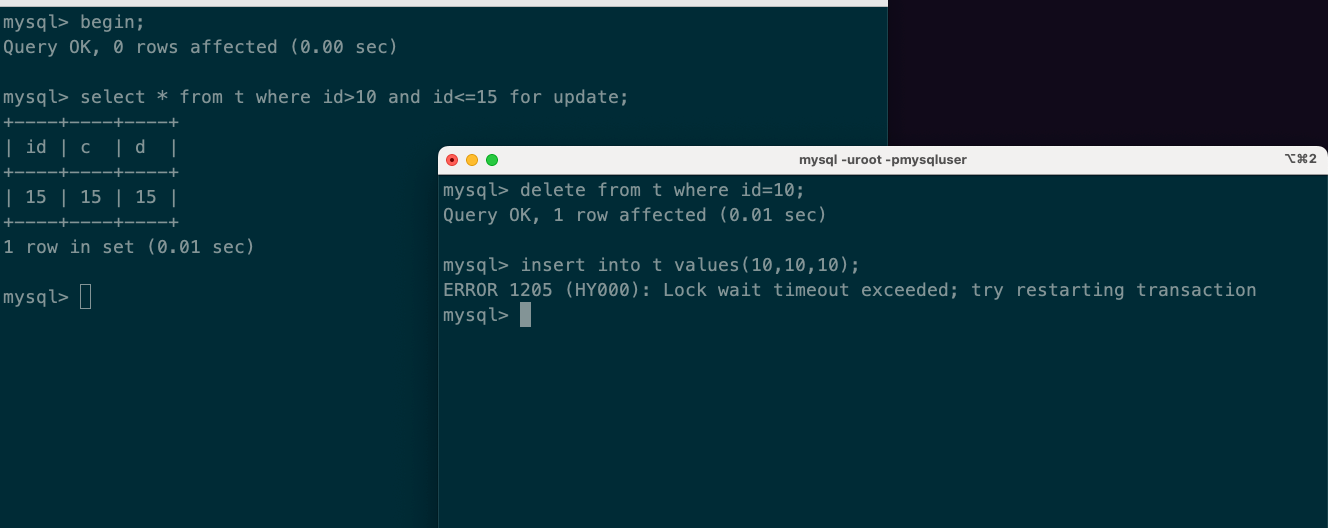 mysql> begin;
Query OK, 0 rows affected (0.00 sec)
mysql> select * from t where id>10 and id<=15 for update;
+----+----+----+
| id | c  | d  |
+----+----+----+
| 15 | 15 | 15 |
+----+----+----+
1 row in set (0.01 sec)
mysql>
mysql -uroot -pmysqluser
⌥⌘2
mysql> delete from t where id=10;
Query OK, 1 row affected (0.01 sec)
mysql> insert into t values(10,10,10);
ERROR 1205 (HY000): Lock wait timeout exceeded; try restarting transaction
mysql>